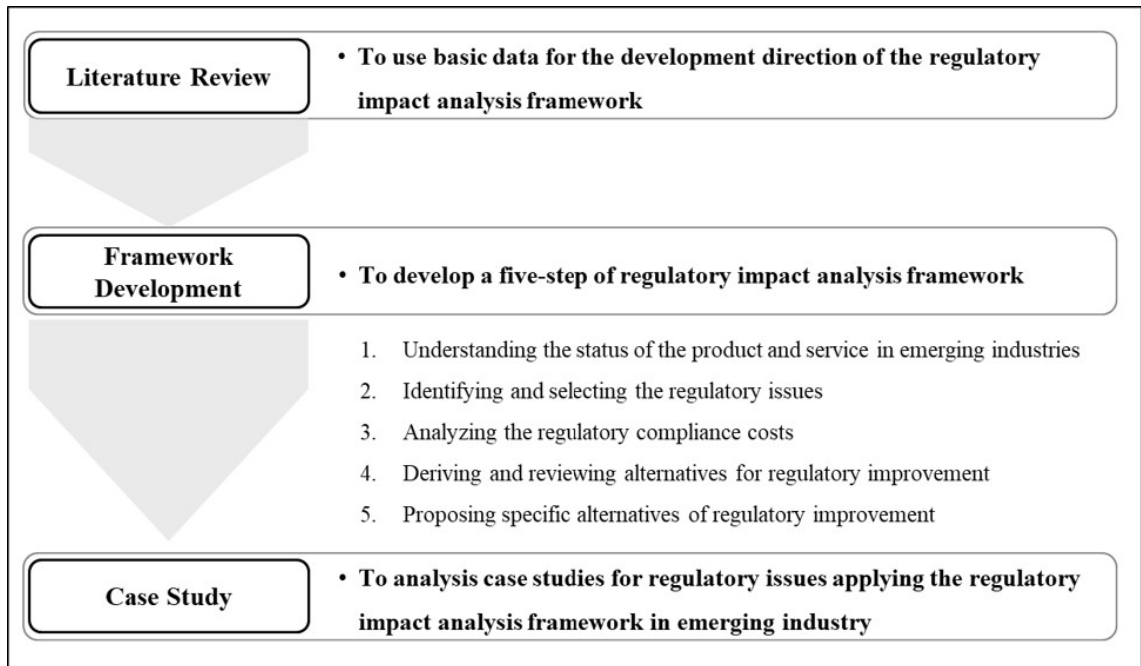 Literature Review
• To use basic data for the development direction of the regulatory
impact analysis framework
Framework
Development
• To develop a five-step of regulatory impact analysis framework
1. Understanding the status of the product and service in emerging industries
2. Identifying and selecting the regulatory issues
3. Analyzing the regulatory compliance costs
4. Deriving and reviewing alternatives for regulatory improvement
5. Proposing specific alternatives of regulatory improvement
Case Study
• To analysis case studies for regulatory issues applying the regulatory
impact analysis framework in emerging industry